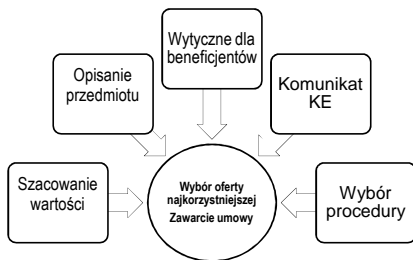 Wytyczne dla
beneficjentów
Opisanie
przedmiotu
Komunikat
KE
Szacowanie
wartości
Wybór oferty
najkorzystniejszej
Zawarcie umowy
Wybór
procedury